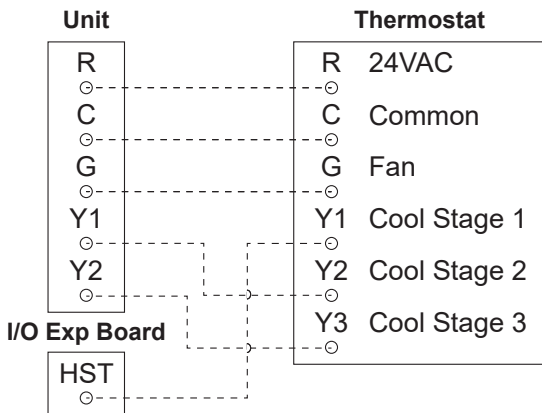 Unit
Thermostat
R
R 24VAC
C
C Common
G
G Fan
Y1
Y1 Cool Stage 1
Y2
Y2 Cool Stage 2
Y3 Cool Stage 3
I/O Exp Board
HST